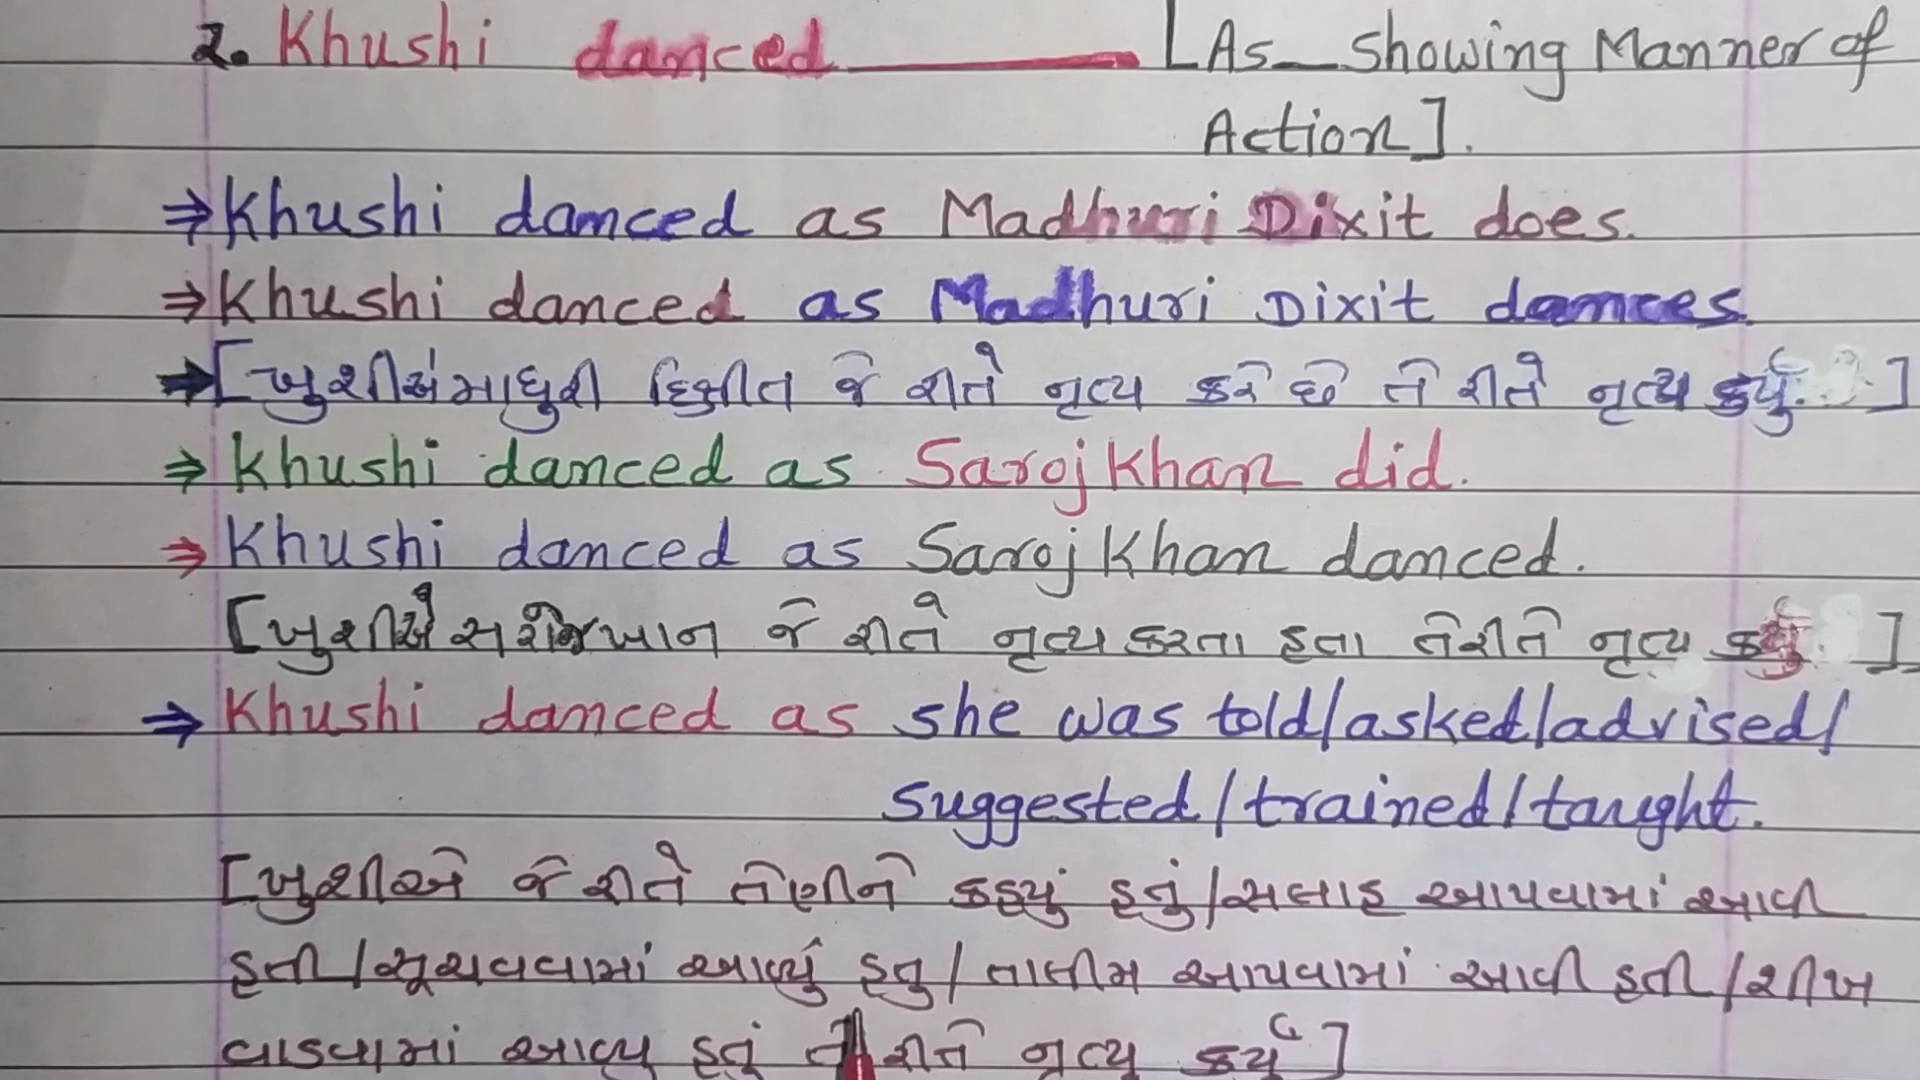 2. Khushi danced ______ [As_ showing Manner of
Action].
⇒ Khushi danced as Madhuri Dixit does.
⇒ Khushi danced as Madhuri Dixit dances.
→ [ખુશીએ માધુરી દિક્ષીત જે રીતે નૃત્ય કરે છે તે રીતે નૃત્ય કર્યું. ]
⇒ Khushi danced as Saroj Khan did.
⇒ Khushi danced as Saroj Khan danced.
[ખુશીએ સરોજખાન જે રીતે નૃત્ય કરતા હતા તે રીતે નૃત્ય કર્યું. ]
⇒ Khushi danced as she was told/asked/advised/
suggested/trained/taught.
[ખુશીએ જે રીતે તેણીને કહ્યું હતું/સલાહ આપવામાં આવી
હતી/સૂચવવામાં આવ્યું હતુ/તાલીમ આપવામાં આવી હતી/શીખ
વાડવામાં આવ્યુ હતું તે રીતે નૃત્ય કર્યું]